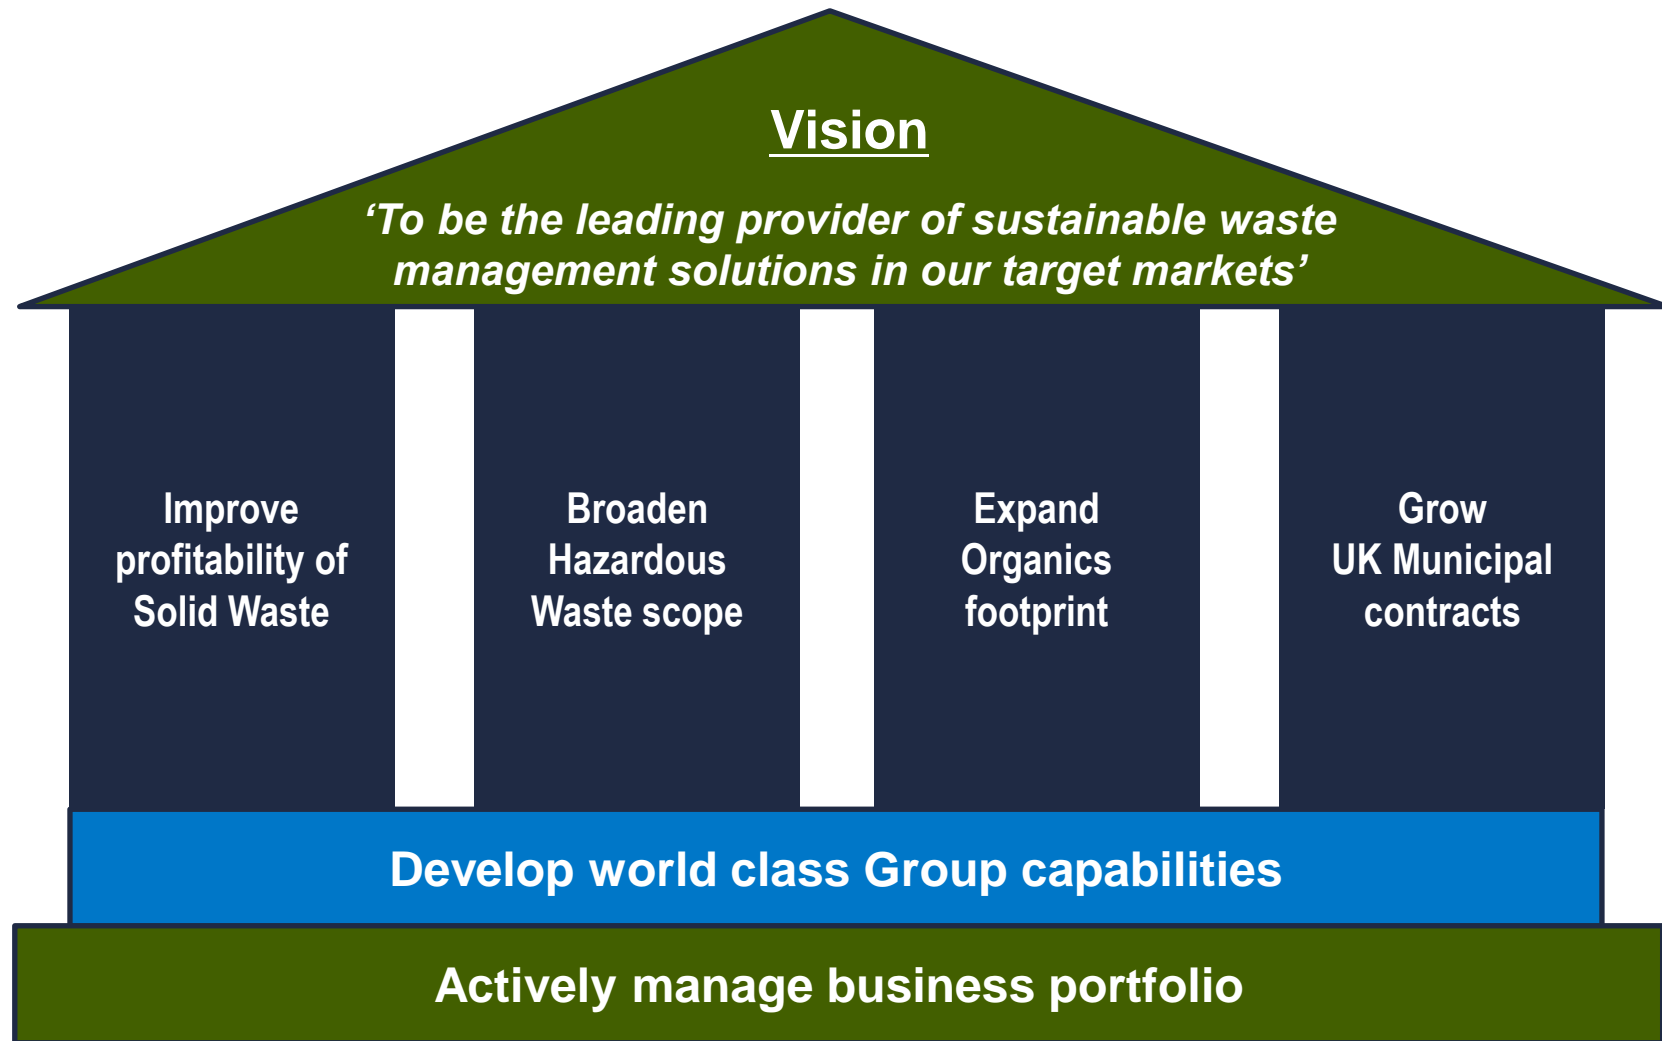 Vision
‘To be the leading provider of sustainable waste
management solutions in our target markets’
Improve
profitability of
Solid Waste
Broaden
Hazardous
Waste scope
Expand
Organics
footprint
Grow
UK Municipal
contracts
Develop world class Group capabilities
Actively manage business portfolio